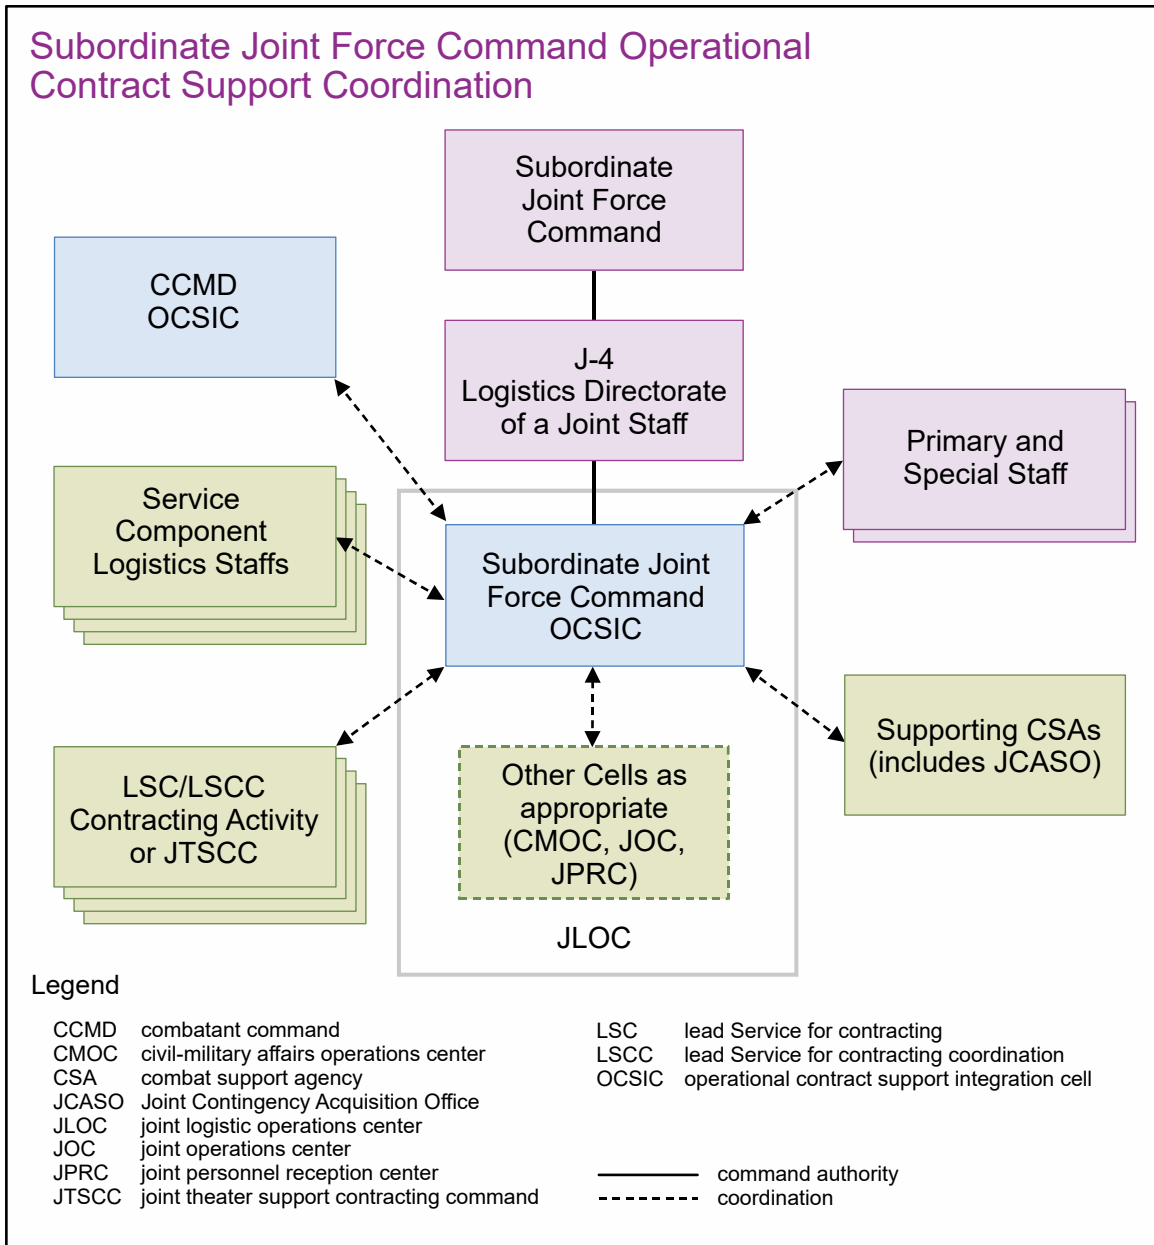 Subordinate Joint Force Command Operational
Contract Support Coordination
Subordinate
Joint Force
Command
CCMD
OCSIC
J-4
Logistics Directorate
of a Joint Staff
Primary and
Special Staff
Service
Component
Logistics Staffs
Subordinate Joint
Force Command
OCSIC
Supporting CSAs
(includes JCASO)
LSC/LSCC
Contracting Activity
or JTSCC
Other Cells as
appropriate
(CMOC, JOC,
JPRC)
JLOC
Legend
CCMD combatant command
CMOC civil-military affairs operations center
CSA combat support agency
JCASO Joint Contingency Acquisition Office
JLOC joint logistic operations center
JOC joint operations center
JPRC joint personnel reception center
JTSCC joint theater support contracting command
LSC lead Service for contracting
LSCC lead Service for contracting coordination
OCSIC operational contract support integration cell
command authority
coordination